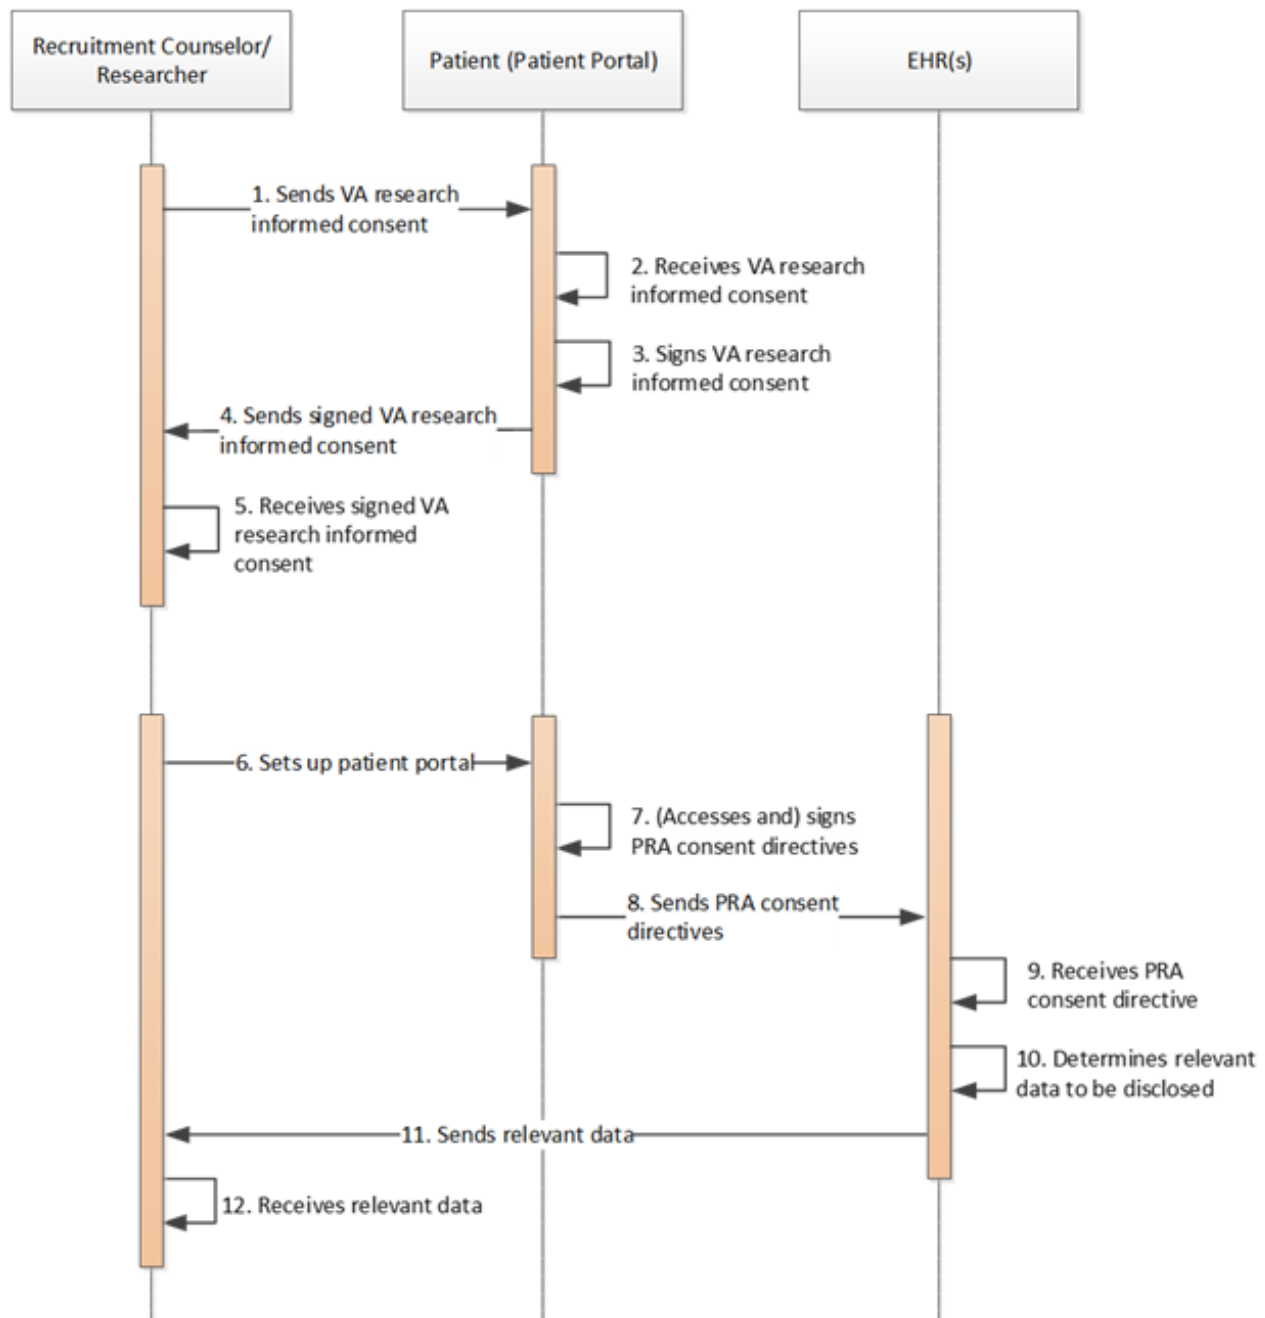 Recruitment Counselor/
Researcher
Patient (Patient Portal)
EHR(s)
1. Sends VA research
informed consent
2. Receives VA research
informed consent
3. Signs VA research
informed consent
4. Sends signed VA research
informed consent
5. Receives signed VA
research informed
consent
6. Sets up patient portal
7. (Accesses and) signs
PRA consent directives
8. Sends PRA consent
directives
9. Receives PRA
consent directive
10. Determines relevant
data to be disclosed
11. Sends relevant data
12. Receives relevant data